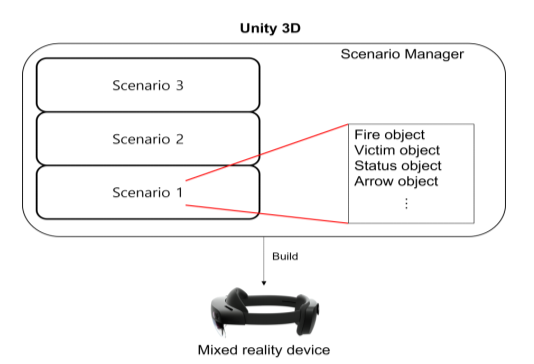 Unity 3D
Scenario Manager
Scenario 3
Scenario 2
Scenario 1
Fire object
Victim object
Status object
Arrow object
⋮
Build
Mixed reality device